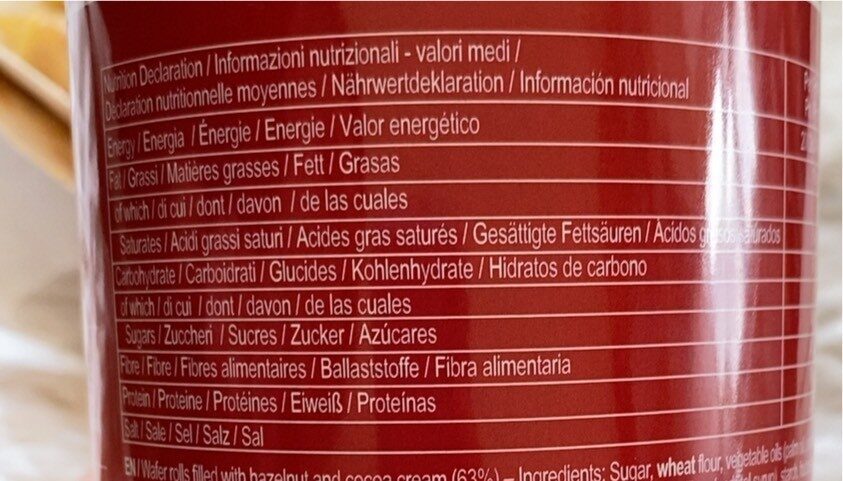 Nutrition Declaration / Informazioni nutrizionali - valori medi /
Déclaration nutritionnelle moyennes / Nährwertdeklaration / Información nutricional
Energy / Energia / Énergie / Energie / Valor energético
Fat / Grassi / Matières grasses / Fett / Grasas
of which / di cui / dont / davon / de las cuales
Saturates / Acidi grassi saturi / Acides gras saturés / Gesättigte Fettsäuren / Ácidos grasos saturados
Carbohydrate / Carboidrati / Glucides / Kohlenhydrate / Hidratos de carbono
of which / di cui / dont / davon / de las cuales
Sugars / Zuccheri / Sucres / Zucker / Azúcares
Fibre / Fibre / Fibres alimentaires / Ballaststoffe / Fibra alimentaria
Protein / Proteine / Protéines / Eiweiß / Proteínas
Salt / Sale / Sel / Salz / Sal
EN / Wafer rolls filled with hazelnut and cocoa cream (63%) – Ingredients: Sugar, wheat flour, vegetable oils (palm